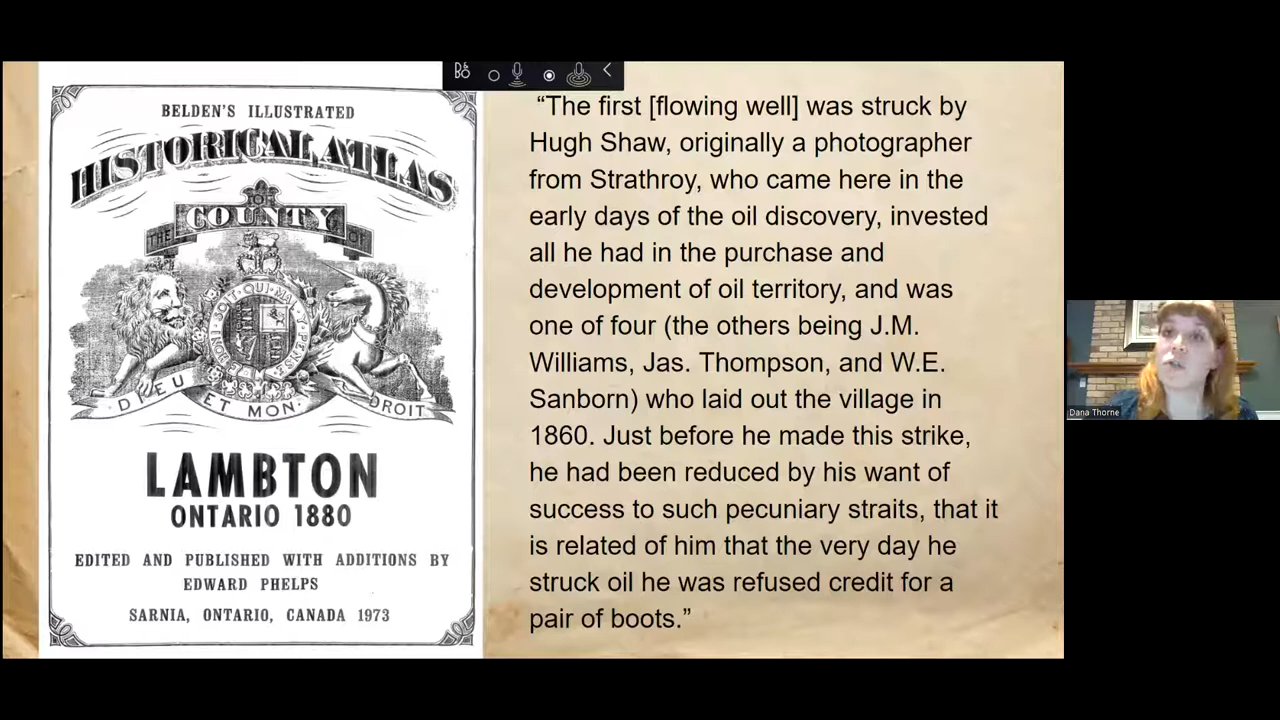 BELDEN'S ILLUSTRATED
HISTORICAL ATLAS
OF
THE COUNTY OF
SOIT QUI MAL
Y PENSE
HONI
DIEU ET MON DROIT
LAMBTON
ONTARIO 1880
EDITED AND PUBLISHED WITH ADDITIONS BY
EDWARD PHELPS
SARNIA, ONTARIO, CANADA 1973
“The first [flowing well] was struck by
Hugh Shaw, originally a photographer
from Strathroy, who came here in the
early days of the oil discovery, invested
all he had in the purchase and
development of oil territory, and was
one of four (the others being J.M.
Williams, Jas. Thompson, and W.E.
Sanborn) who laid out the village in
1860. Just before he made this strike,
he had been reduced by his want of
success to such pecuniary straits, that it
is related of him that the very day he
struck oil he was refused credit for a
pair of boots.”
Dana Thorne